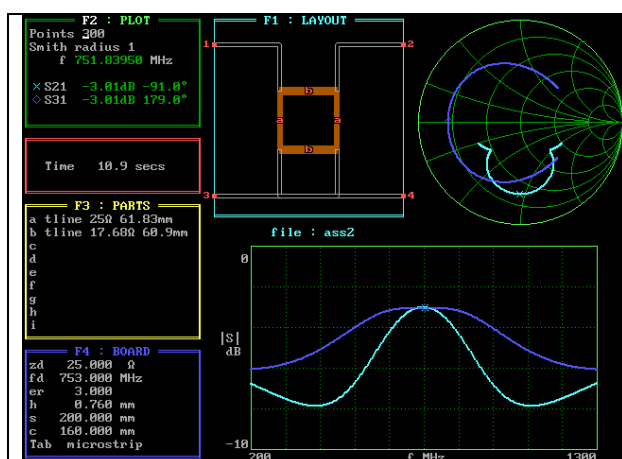 F2 : PLOT
Points 300
Smith radius 1
f 751.83950 MHz
× S21 -3.01dB -91.0°
◇ S31 -3.01dB 179.0°
Time 10.9 secs
F3 : PARTS
a tline 25Ω 61.83mm
b tline 17.68Ω 60.9mm
c
d
e
f
g
h
i
F4 : BOARD
zd 25.000 Ω
fd 753.000 MHz
er 3.000
h 0.760 mm
s 200.000 mm
c 160.000 mm
Tab microstrip
F1 : LAYOUT
1
2
b
a
a
b
3
4
file : ass2
0
|S|
dB
-10
200
f MHz
1300